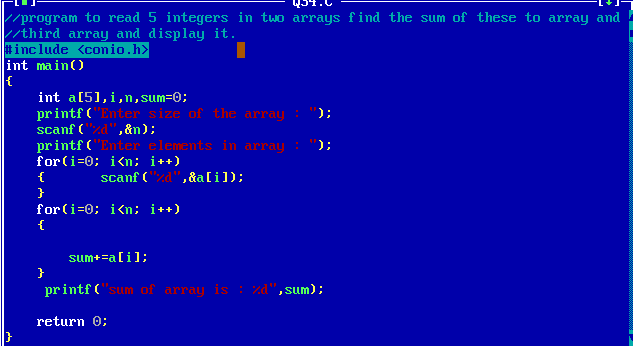 [■] Q34.C [↓]
//program to read 5 integers in two arrays find the sum of these to array and
//third array and display it.
#include <conio.h>
int main()
{
    int a[5],i,n,sum=0;
    printf("Enter size of the array : ");
    scanf("%d",&n);
    printf("Enter elements in array : ");
    for(i=0; i<n; i++)
    {       scanf("%d",&a[i]);
    }
    for(i=0; i<n; i++)
    {
        sum+=a[i];
    }
     printf("sum of array is : %d",sum);
    return 0;
}